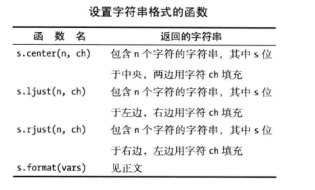 设置字符串格式的函数
函 数 名 返回的字符串
s.center(n, ch) 包含 n 个字符的字符串，其中 s 位
于中央，两边用字符 ch 填充
s.ljust(n, ch) 包含 n 个字符的字符串，其中 s 位
于左边，右边用字符 ch 填充
s.rjust(n, ch) 包含 n 个字符的字符串，其中 s 位
于右边，左边用字符 ch 填充
s.format(vars) 见正文